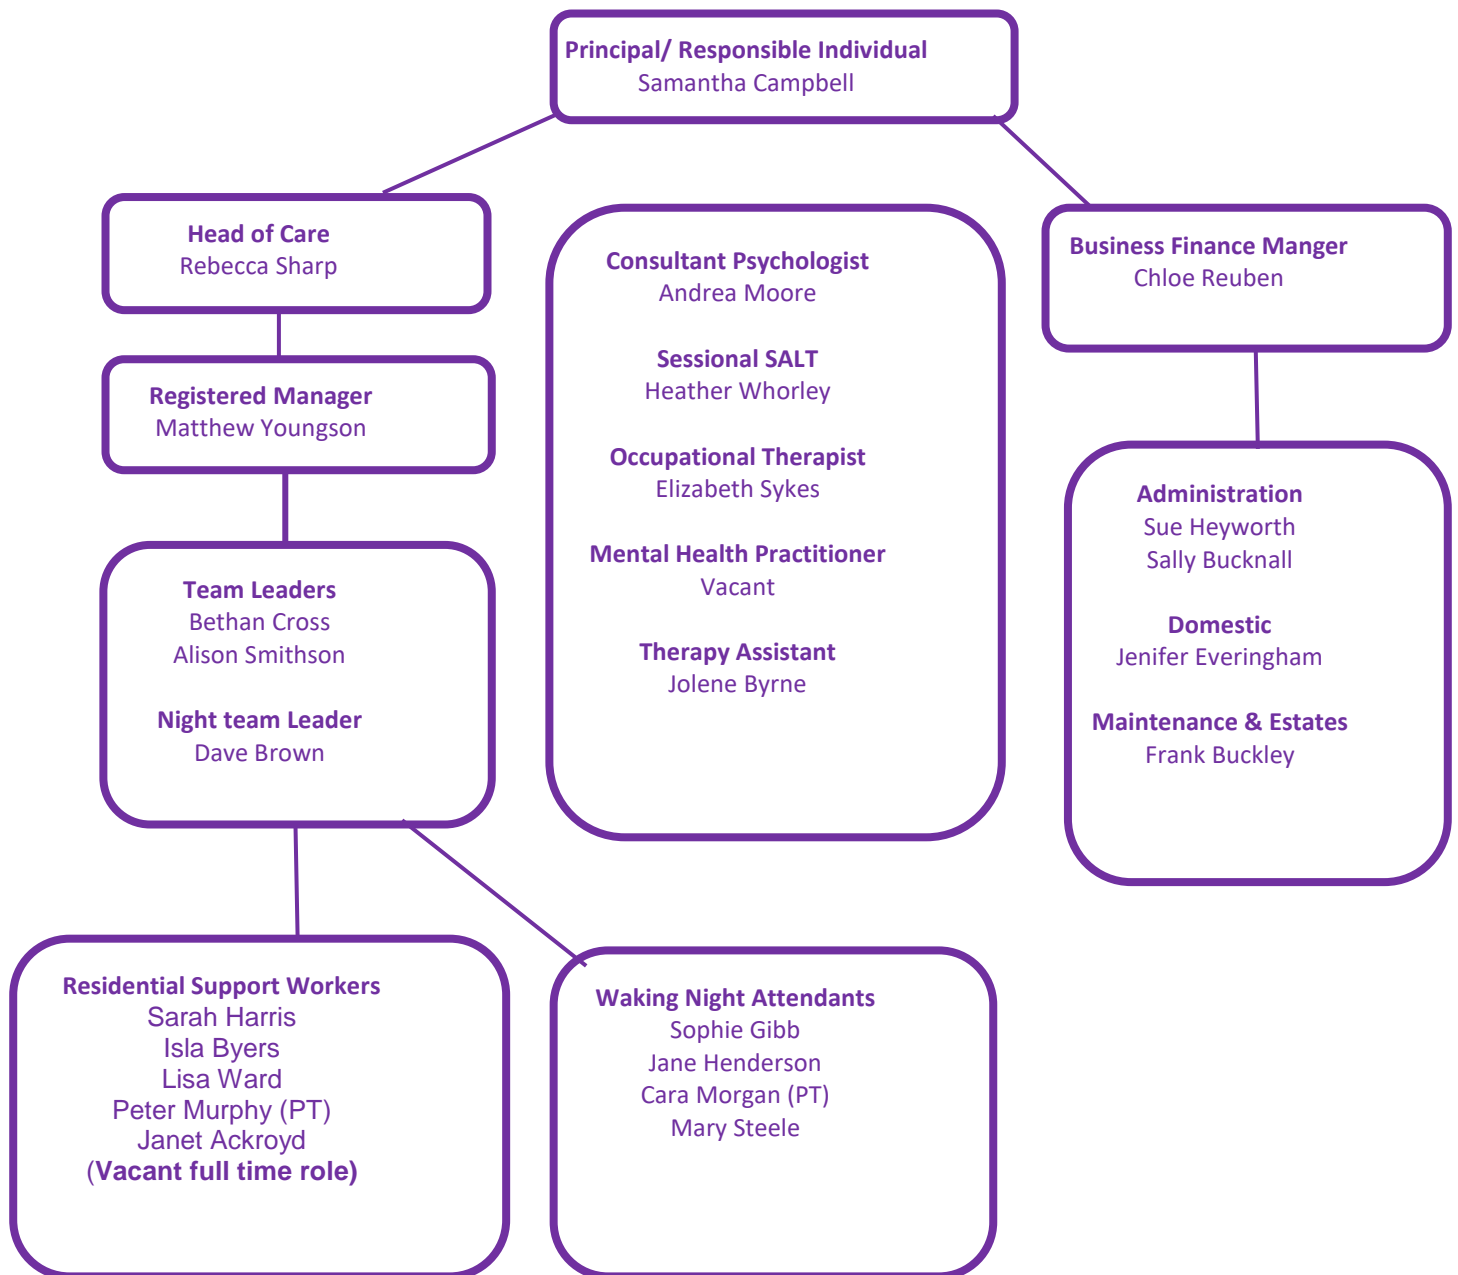 Principal/ Responsible Individual
Samantha Campbell
Head of Care
Rebecca Sharp
Registered Manager
Matthew Youngson
Team Leaders
Bethan Cross
Alison Smithson
Night team Leader
Dave Brown
Consultant Psychologist
Andrea Moore
Sessional SALT
Heather Whorley
Occupational Therapist
Elizabeth Sykes
Mental Health Practitioner
Vacant
Therapy Assistant
Jolene Byrne
Business Finance Manger
Chloe Reuben
Administration
Sue Heyworth
Sally Bucknall
Domestic
Jenifer Everingham
Maintenance & Estates
Frank Buckley
Residential Support Workers
Sarah Harris
Isla Byers
Lisa Ward
Peter Murphy (PT)
Janet Ackroyd
(Vacant full time role)
Waking Night Attendants
Sophie Gibb
Jane Henderson
Cara Morgan (PT)
Mary Steele